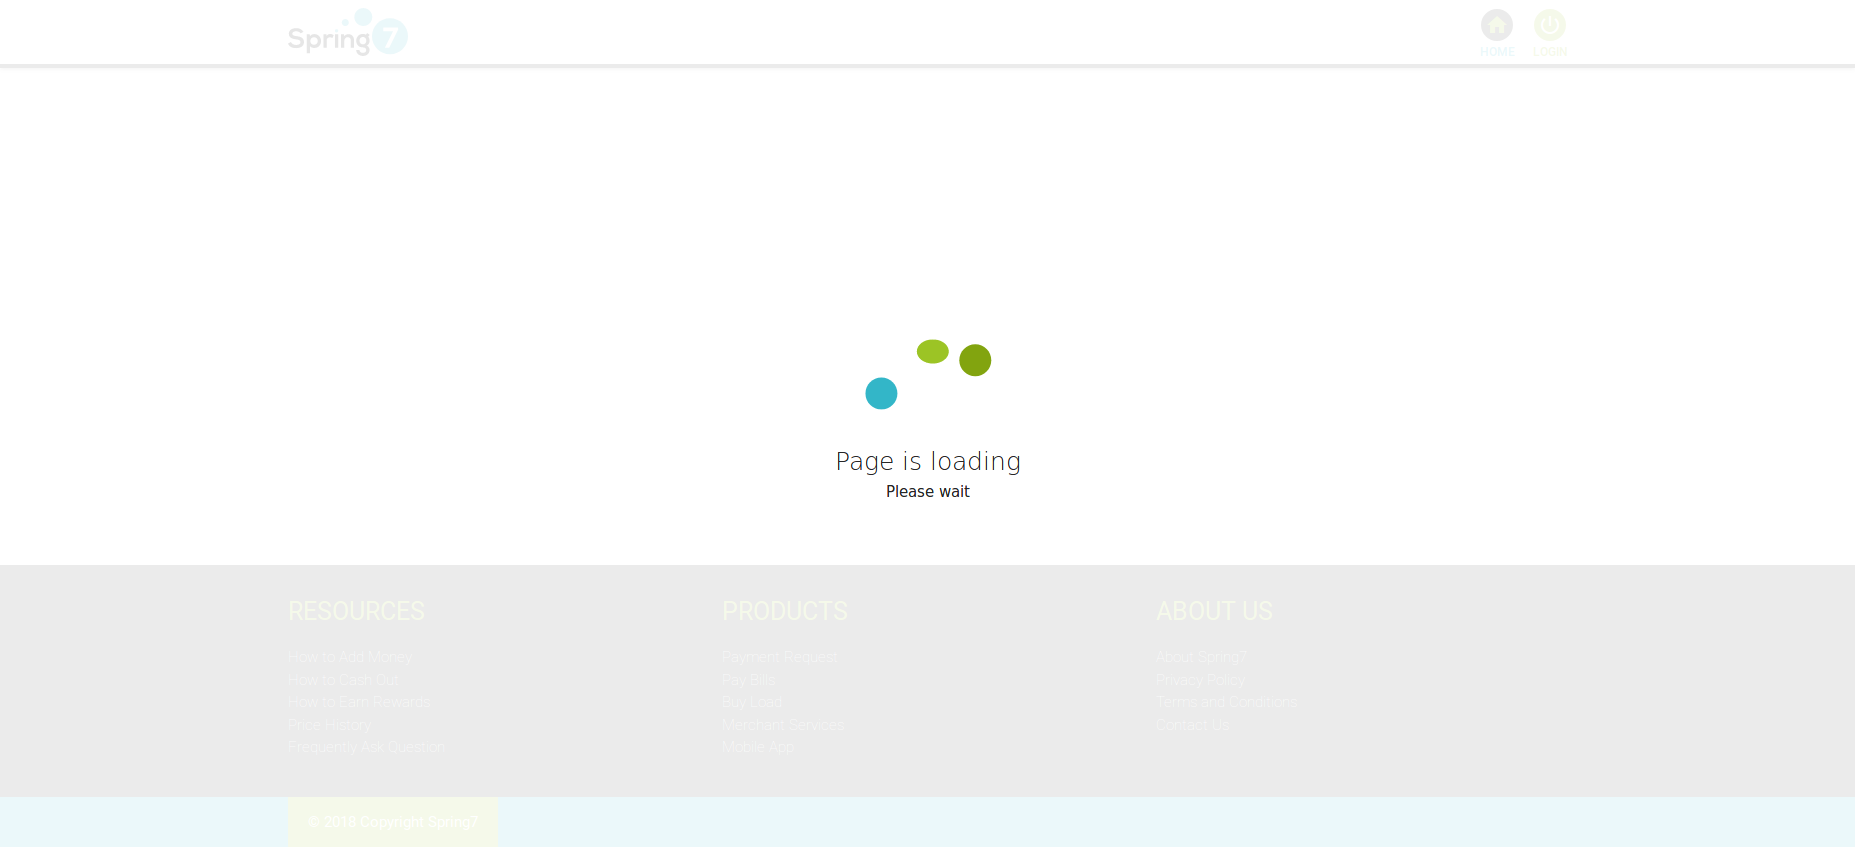 Spring7
HOME LOGIN
Page is loading
Please wait
RESOURCES
How to Add Money
How to Cash Out
How to Earn Rewards
Price History
Frequently Ask Question
PRODUCTS
Payment Request
Pay Bills
Buy Load
Merchant Services
Mobile App
ABOUT US
About Spring7
Privacy Policy
Terms and Conditions
Contact Us
© 2018 Copyright Spring7